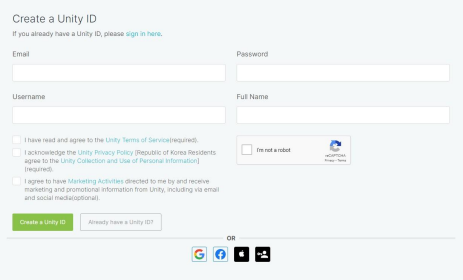 Create a Unity ID
If you already have a Unity ID, please sign in here.
Email
Password
Username
Full Name
I have read and agree to the Unity Terms of Service(required).
I acknowledge the Unity Privacy Policy [Republic of Korea Residents
agree to the Unity Collection and Use of Personal Information]
(required).
I agree to have Marketing Activities directed to me by and receive
marketing and promotional information from Unity, including via email
and social media(optional).
I'm not a robot
reCAPTCHA
Privacy - Terms
Create a Unity ID
Already have a Unity ID?
OR